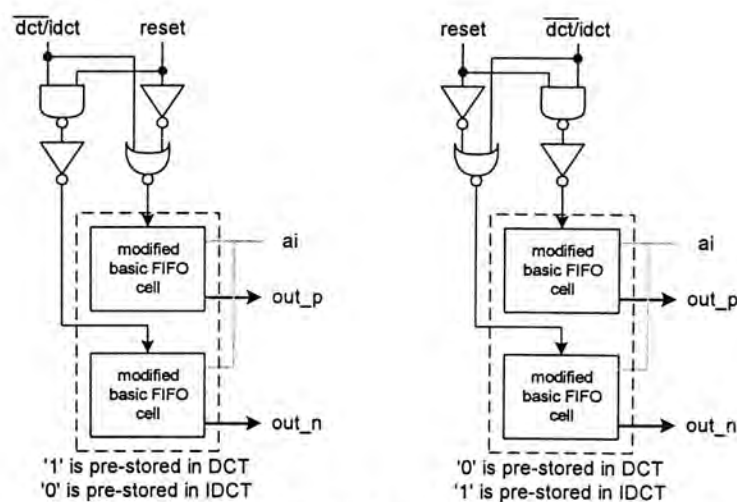 dct/idct reset
modified
basic FIFO
cell
ai
out_p
modified
basic FIFO
cell
out_n
'1' is pre-stored in DCT
'0' is pre-stored in IDCT
reset dct/idct
modified
basic FIFO
cell
ai
out_p
modified
basic FIFO
cell
out_n
'0' is pre-stored in DCT
'1' is pre-stored in IDCT